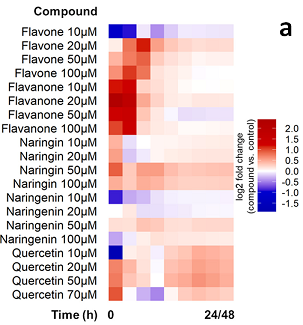 Compound
a
Flavone 10µM
Flavone 20µM
Flavone 50µM
Flavone 100µM
Flavanone 10µM
Flavanone 20µM
Flavanone 50µM
Flavanone 100µM
Naringin 10µM
Naringin 20µM
Naringin 50µM
Naringin 100µM
Naringenin 10µM
Naringenin 20µM
Naringenin 50µM
Naringenin 100µM
Quercetin 10µM
Quercetin 20µM
Quercetin 50µM
Quercetin 70µM
Time (h) 0 24/48
log2 fold change
(compound vs. control)
2.0
1.5
1.0
0.5
0.0
-0.5
-1.0
-1.5